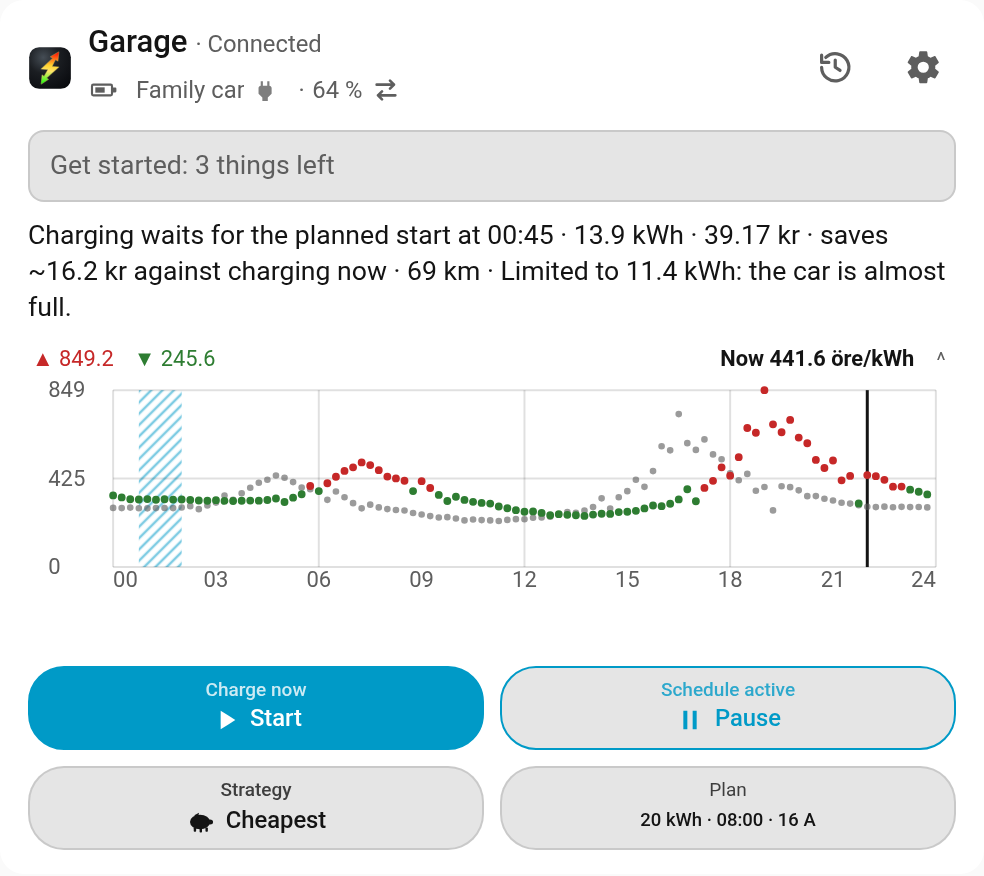 Garage · Connected
Family car · 64 %
Get started: 3 things left
Charging waits for the planned start at 00:45 · 13.9 kWh · 39.17 kr · saves
~16.2 kr against charging now · 69 km · Limited to 11.4 kWh: the car is almost
full.
▲ 849.2 ▼ 245.6 Now 441.6 öre/kWh ^
849
425
0
00 03 06 09 12 15 18 21 24
Charge now
Start
Schedule active
Pause
Strategy
Cheapest
Plan
20 kWh · 08:00 · 16 A